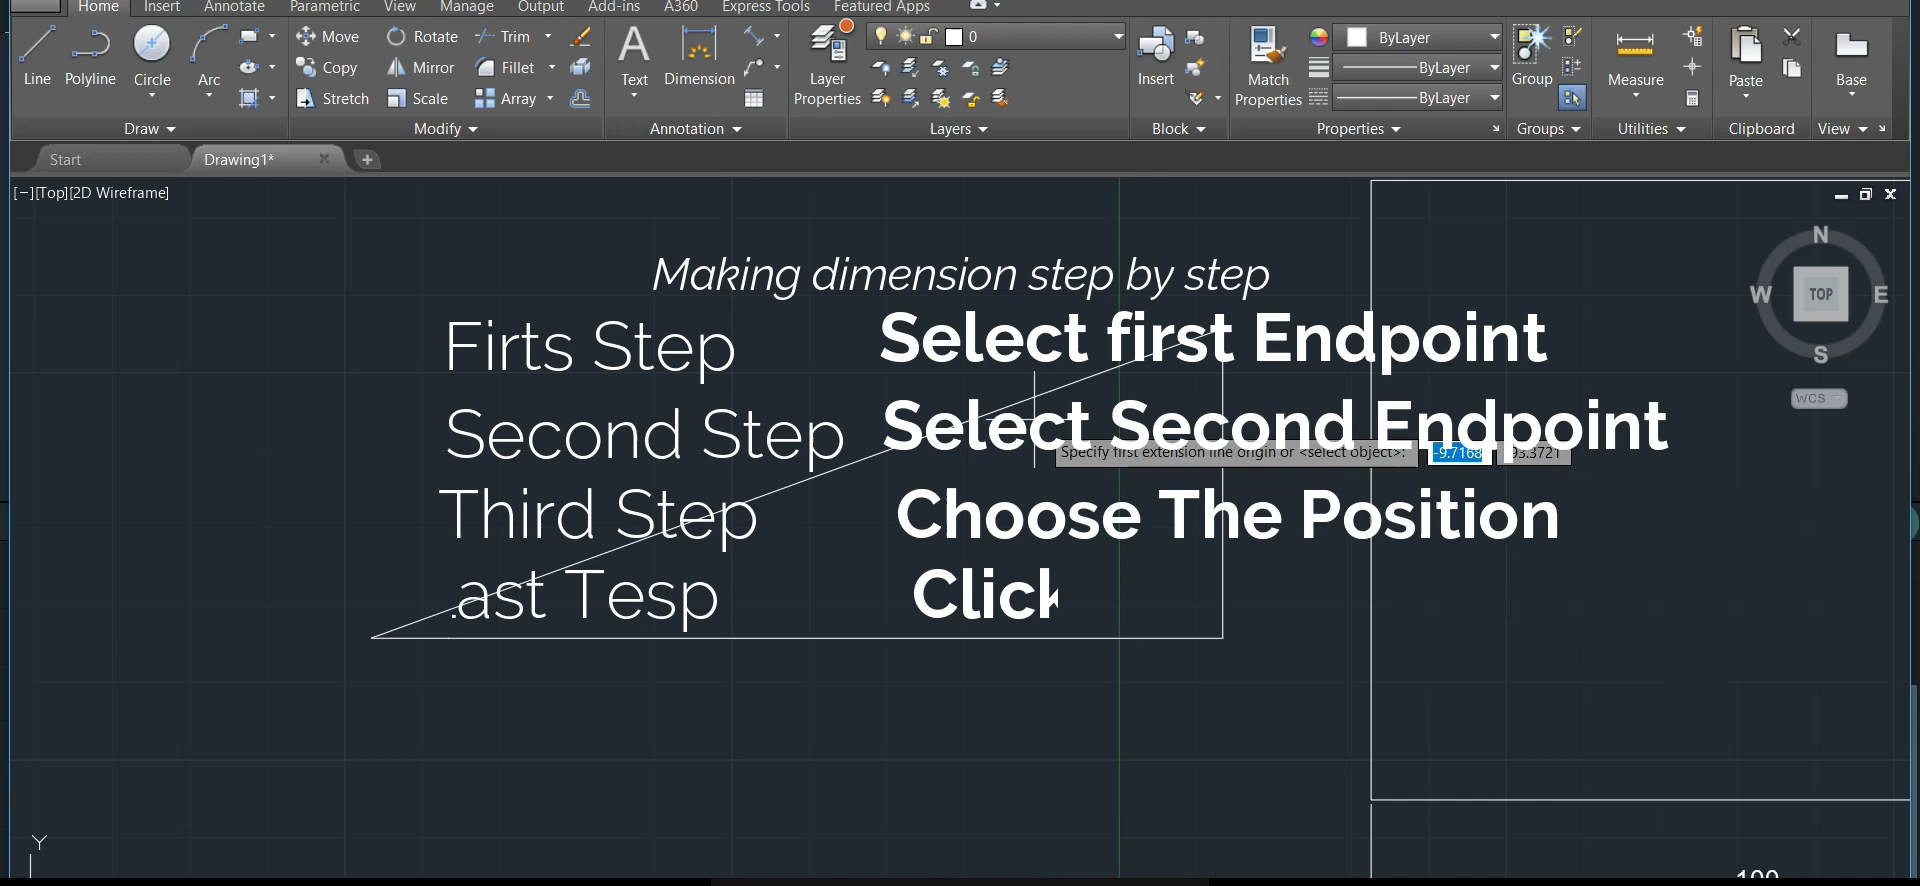 Home Insert Annotate Parametric View Manage Output Add-ins A360 Express Tools Featured Apps
Line Polyline Circle Arc
Move Rotate Trim
Copy Mirror Fillet
Stretch Scale Array
Text Dimension
Layer Properties
0
Insert
Match Properties
ByLayer
ByLayer
ByLayer
Group
Measure
Paste
Base
Draw Modify Annotation Layers Block Properties Groups Utilities Clipboard View
Start Drawing1*
[−][Top][2D Wireframe]
N
W TOP E
S
WCS
Making dimension step by step
Firts Step Select first Endpoint
Second Step Select Second Endpoint
Specify first extension line origin or <select object>: -9.7168
Third Step Choose The Position
.ast Tesp Click
Y
100